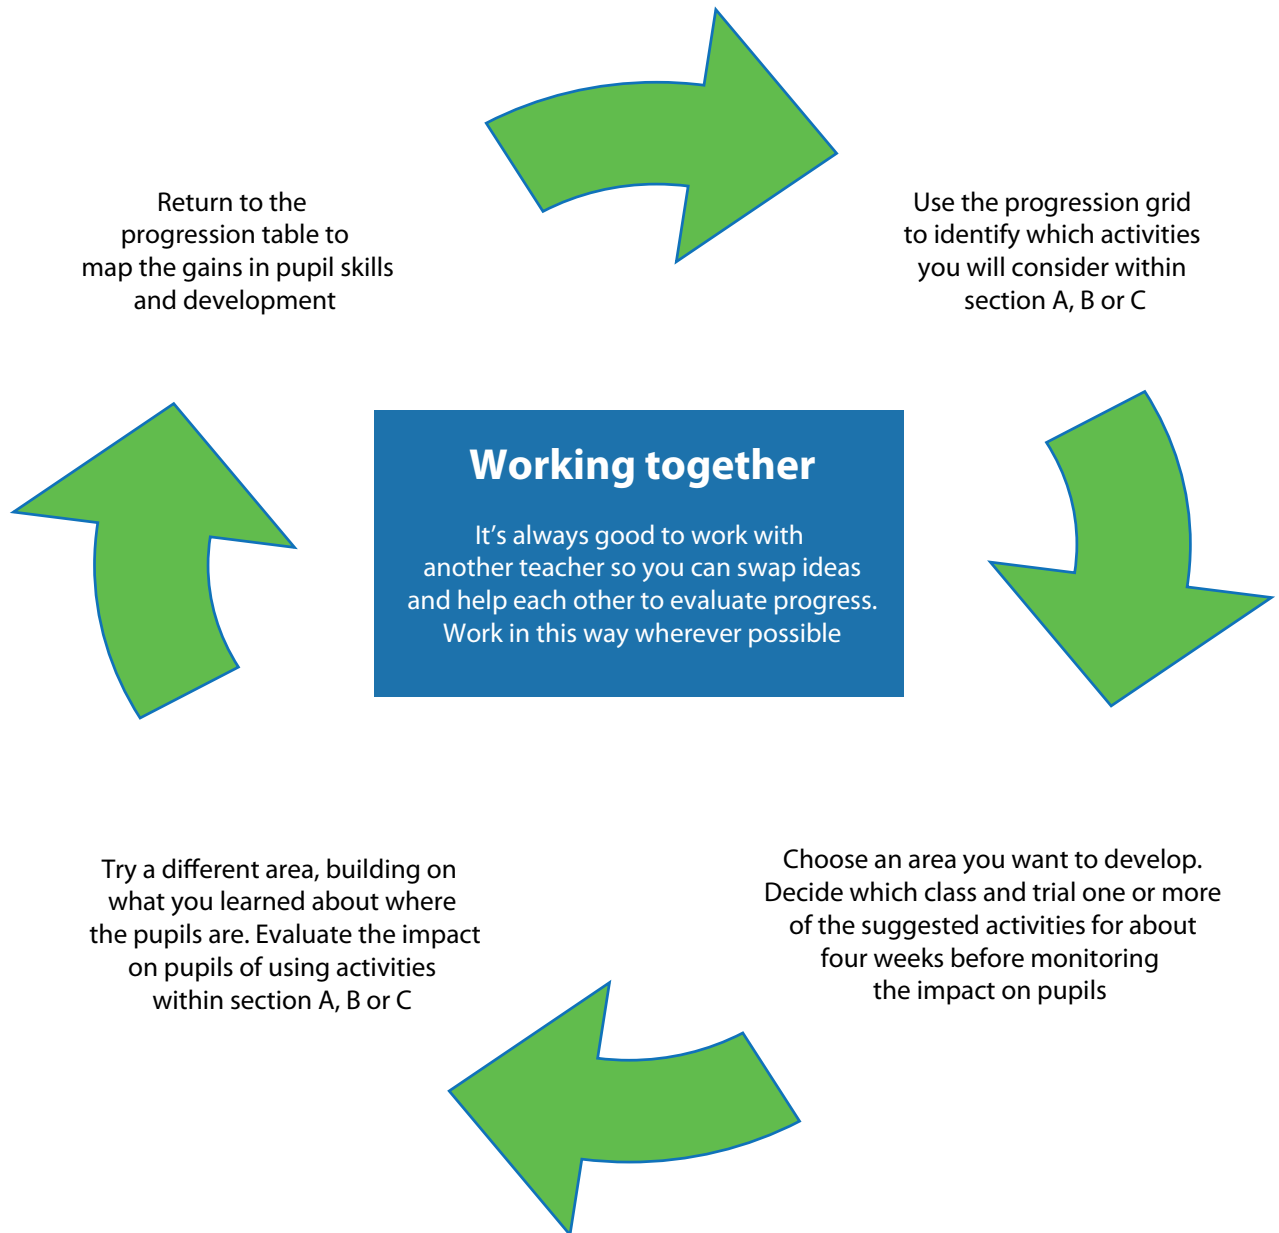 Return to the
progression table to
map the gains in pupil skills
and development
Use the progression grid
to identify which activities
you will consider within
section A, B or C
Working together
It’s always good to work with
another teacher so you can swap ideas
and help each other to evaluate progress.
Work in this way wherever possible
Try a different area, building on
what you learned about where
the pupils are. Evaluate the impact
on pupils of using activities
within section A, B or C
Choose an area you want to develop.
Decide which class and trial one or more
of the suggested activities for about
four weeks before monitoring
the impact on pupils